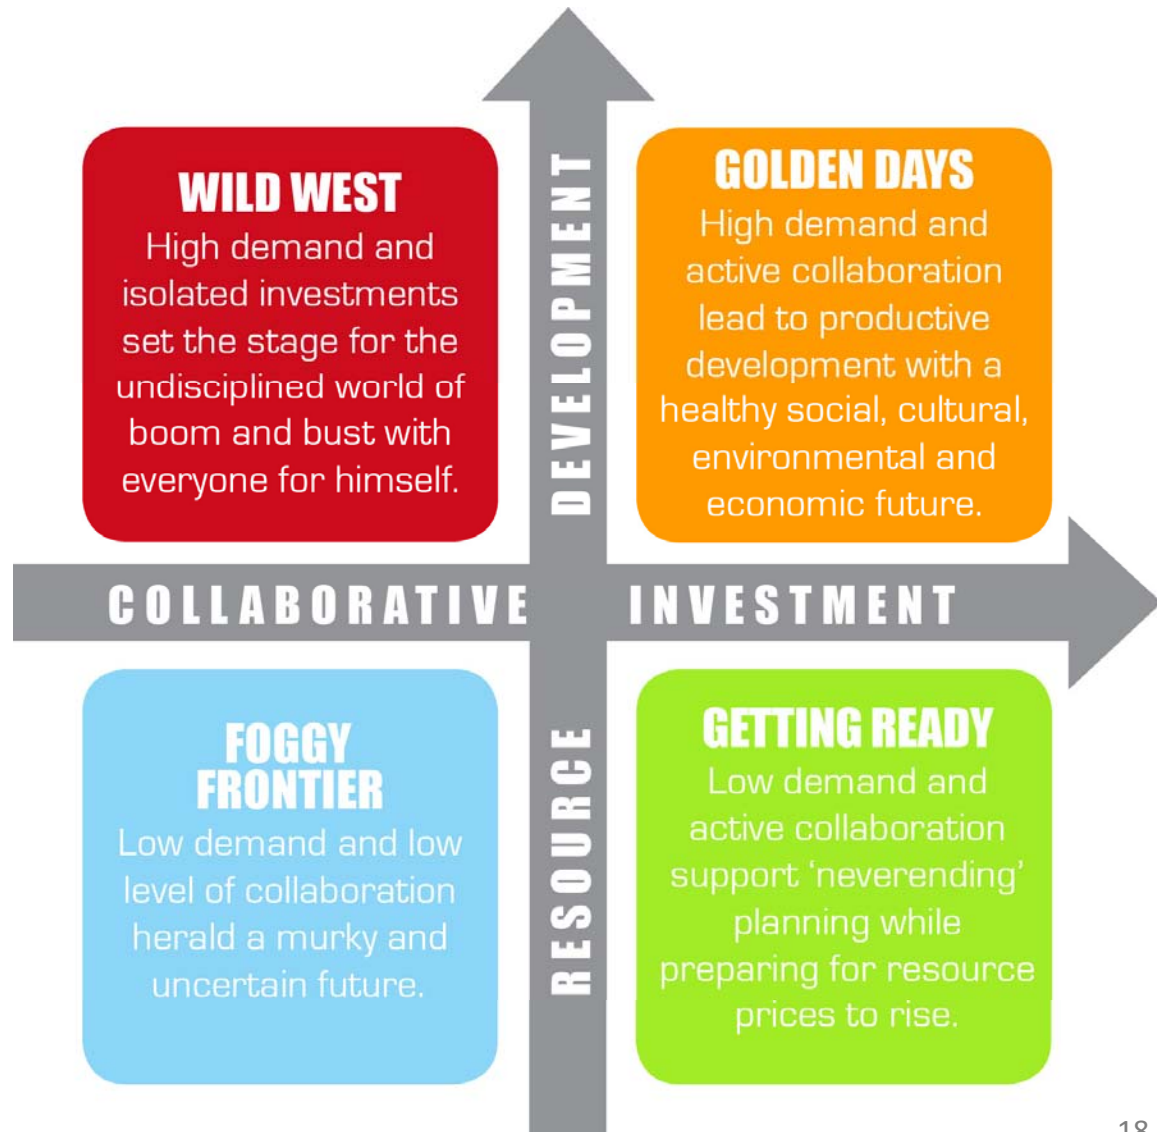 WILD WEST
High demand and
isolated investments
set the stage for the
undisciplined world of
boom and bust with
everyone for himself.
GOLDEN DAYS
High demand and
active collaboration
lead to productive
development with a
healthy social, cultural,
environmental and
economic future.
COLLABORATIVE INVESTMENT
RESOURCE DEVELOPMENT
FOGGY
FRONTIER
Low demand and low
level of collaboration
herald a murky and
uncertain future.
GETTING READY
Low demand and
active collaboration
support ‘neverending’
planning while
preparing for resource
prices to rise.
18